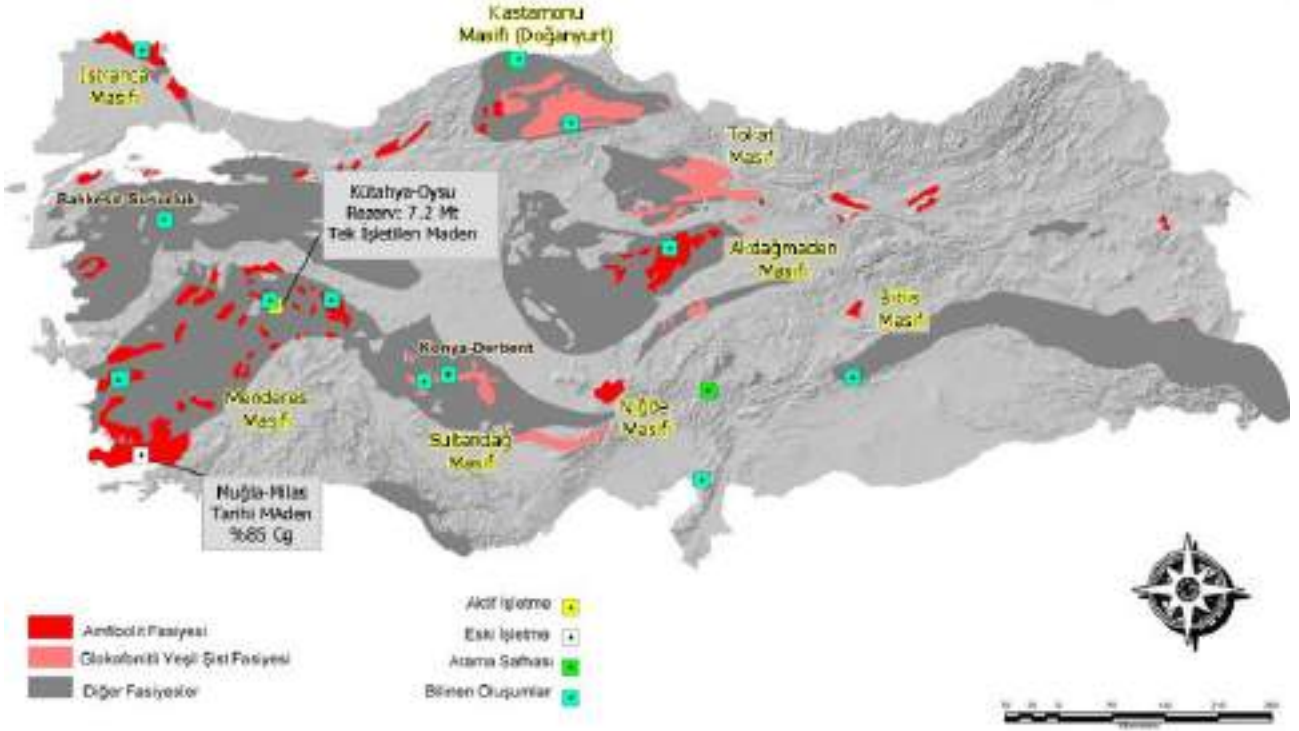 Kastamonu
Masifi (Doğanyurt)
Istranca
Masifi
Tokat
Masifi
Kütahya-Oysu
Rezerv: 7.2 Mt
Tek İşletilen Maden
Balıkesir Susurluk
Akdağmaden
Masifi
Bitlis
Masifi
Konya-Derbent
Menderes
Masifi
Niğde
Masifi
Sultandağ
Masifi
Muğla-Milas
Tarihi MAden
%85 Cg
Amfibolit Fasiyesi
Glokofanitli Yeşil Şist Fasiyesi
Diğer Fasiyesler
Aktif İşletme
Eski İşletme
Arama Safhası
Bilinen Oluşumlar